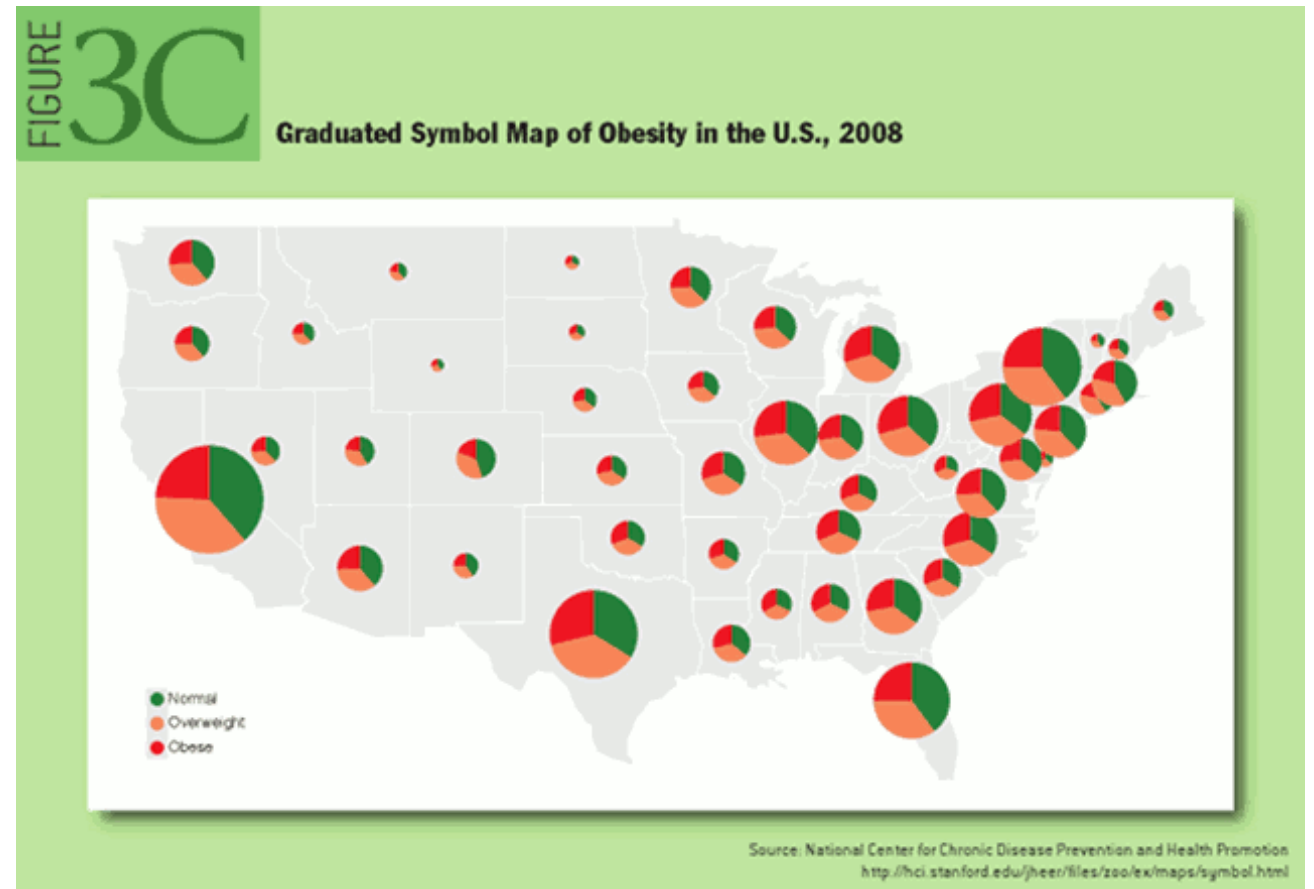 FIGURE
3C
Graduated Symbol Map of Obesity in the U.S., 2008
Normal
Overweight
Obese
Source: National Center for Chronic Disease Prevention and Health Promotion
http://hci.stanford.edu/jheer/files/zoo/ex/maps/symbol.html